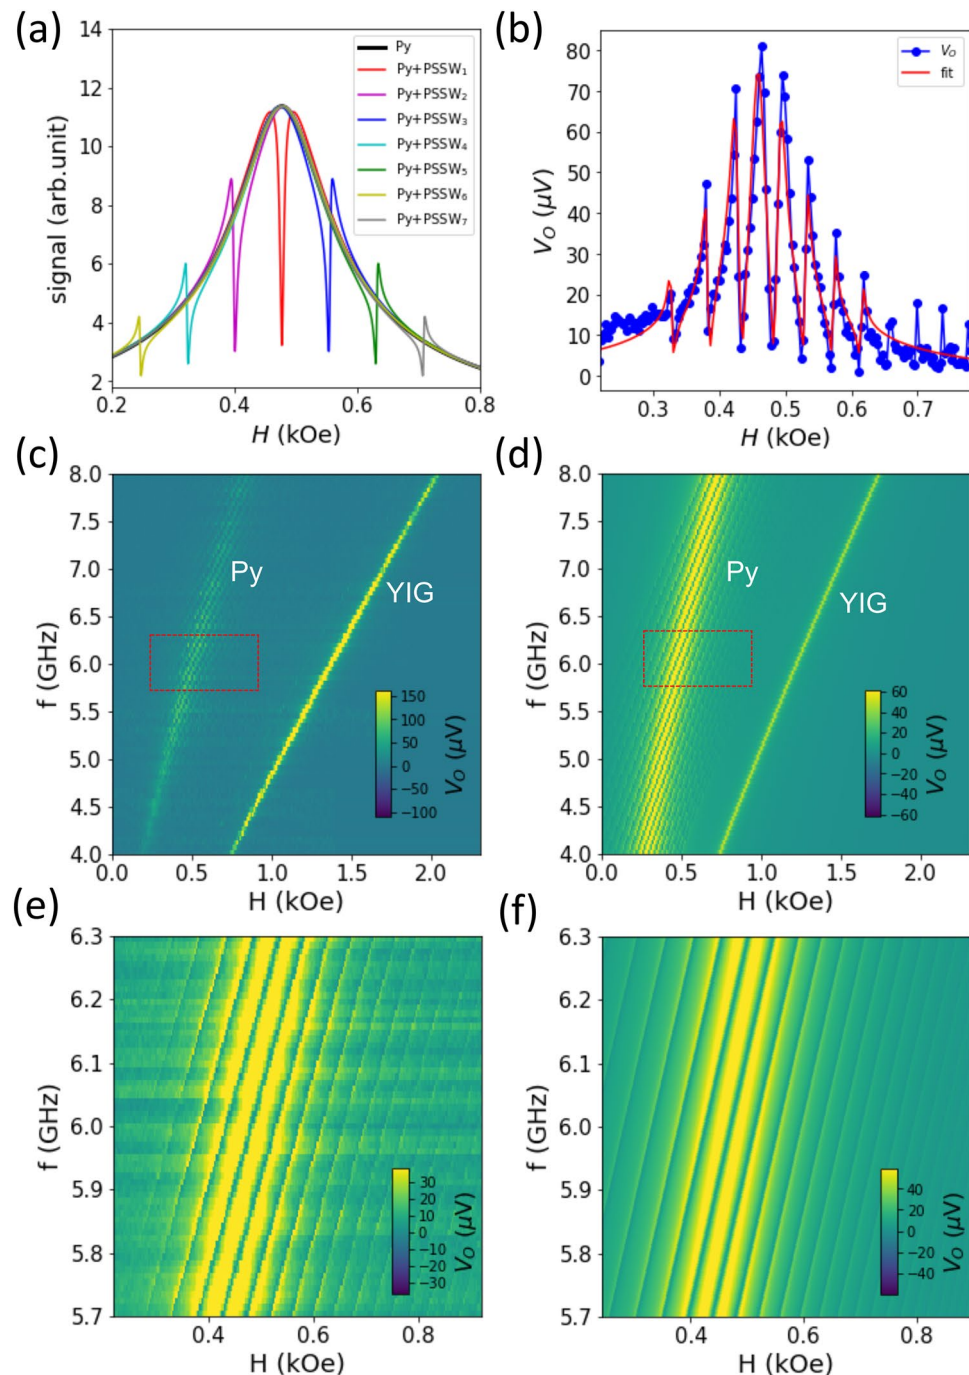 (a)
14
12
10
8
6
4
2
signal (arb.unit)
Py
Py+PSSW₁
Py+PSSW₂
Py+PSSW₃
Py+PSSW₄
Py+PSSW₅
Py+PSSW₆
Py+PSSW₇
0.2 0.4 0.6 0.8
H (kOe)
(b)
80
70
60
50
40
30
20
10
0
V_O (μV)
V_O
fit
0.3 0.4 0.5 0.6 0.7
H (kOe)
(c)
8.0
7.5
7.0
6.5
6.0
5.5
5.0
4.5
4.0
f (GHz)
Py
YIG
150
100
50
0
−50
−100
V_O (μV)
0.0 0.5 1.0 1.5 2.0
H (kOe)
(d)
8.0
7.5
7.0
6.5
6.0
5.5
5.0
4.5
4.0
f (GHz)
Py
YIG
60
40
20
0
−20
−40
−60
V_O (μV)
0.0 0.5 1.0 1.5 2.0
H (kOe)
(e)
6.3
6.2
6.1
6.0
5.9
5.8
5.7
f (GHz)
30
20
10
0
−10
−20
−30
V_O (μV)
0.4 0.6 0.8
H (kOe)
(f)
6.3
6.2
6.1
6.0
5.9
5.8
5.7
f (GHz)
40
20
0
−20
−40
V_O (μV)
0.4 0.6 0.8
H (kOe)